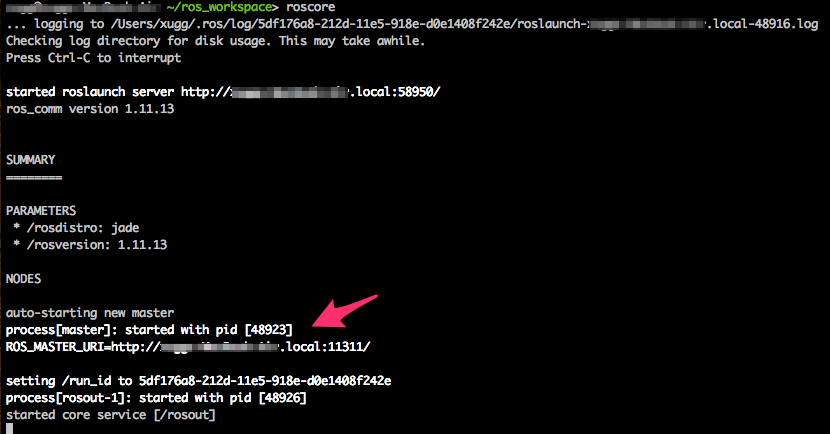 ~/ros_workspace> roscore
... logging to /Users/xugg/.ros/log/5df176a8-212d-11e5-918e-d0e1408f242e/roslaunch- .local-48916.log
Checking log directory for disk usage. This may take awhile.
Press Ctrl-C to interrupt
started roslaunch server http:// .local:58950/
ros_comm version 1.11.13
SUMMARY
========
PARAMETERS
* /rosdistro: jade
* /rosversion: 1.11.13
NODES
auto-starting new master
process[master]: started with pid [48923]
ROS_MASTER_URI=http:// .local:11311/
setting /run_id to 5df176a8-212d-11e5-918e-d0e1408f242e
process[rosout-1]: started with pid [48926]
started core service [/rosout]